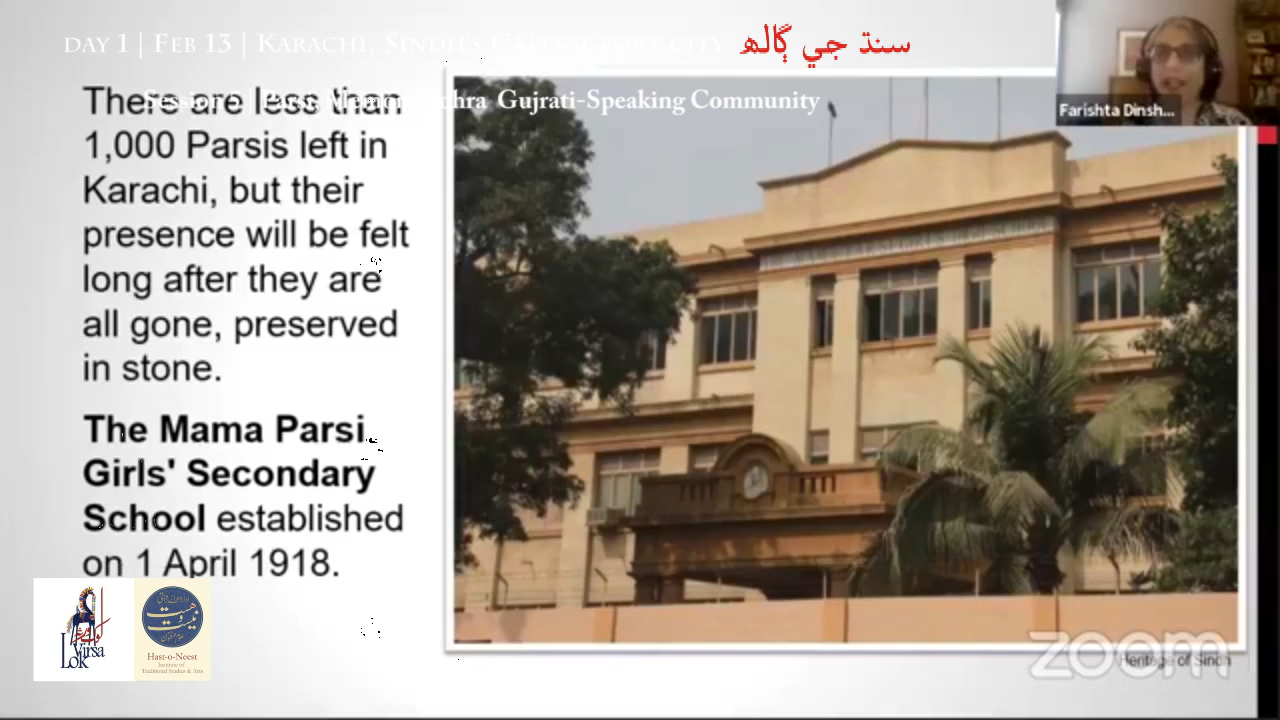 DAY 1 | FEB 13 | KARACHI, SINDH'S CAPITAL PORT CITY
سنڌ جي ڳالھ
Gujrati-Speaking Community
Farishta Dinsh...
There are less than
1,000 Parsis left in
Karachi, but their
presence will be felt
long after they are
all gone, preserved
in stone.
The Mama Parsi
Girls' Secondary
School established
on 1 April 1918.
Lok Virsa
Hast-o-Neest
Institute of
Traditional Studies & Arts
zoom
Heritage of Sindh